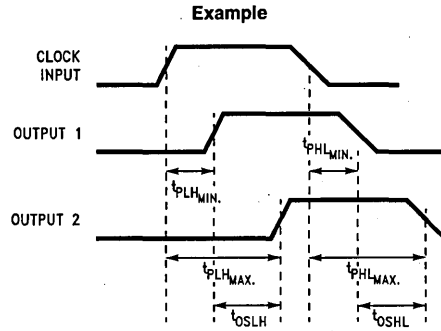 Example
CLOCK
INPUT
OUTPUT 1
tPHLMIN.
tPLHMIN.
OUTPUT 2
tPLHMAX. tPHLMAX.
tOSLH tOSHL